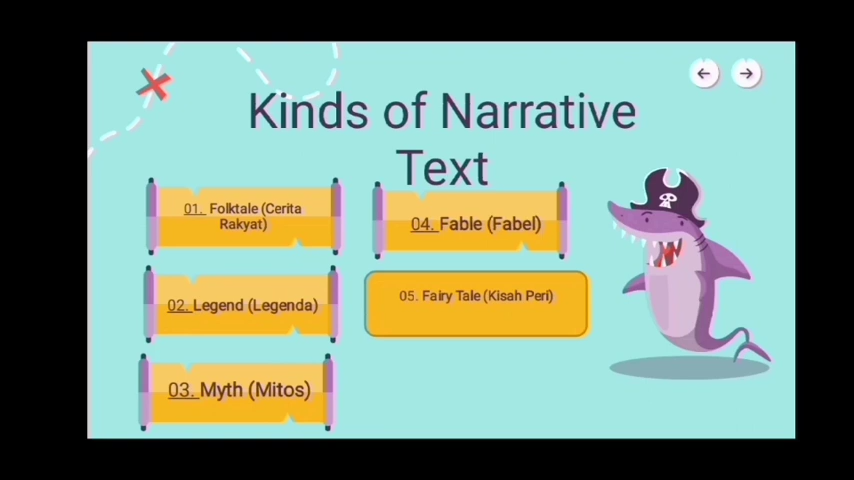 Kinds of Narrative
Text
01. Folktale (Cerita
Rakyat)
02. Legend (Legenda)
03. Myth (Mitos)
04. Fable (Fabel)
05. Fairy Tale (Kisah Peri)